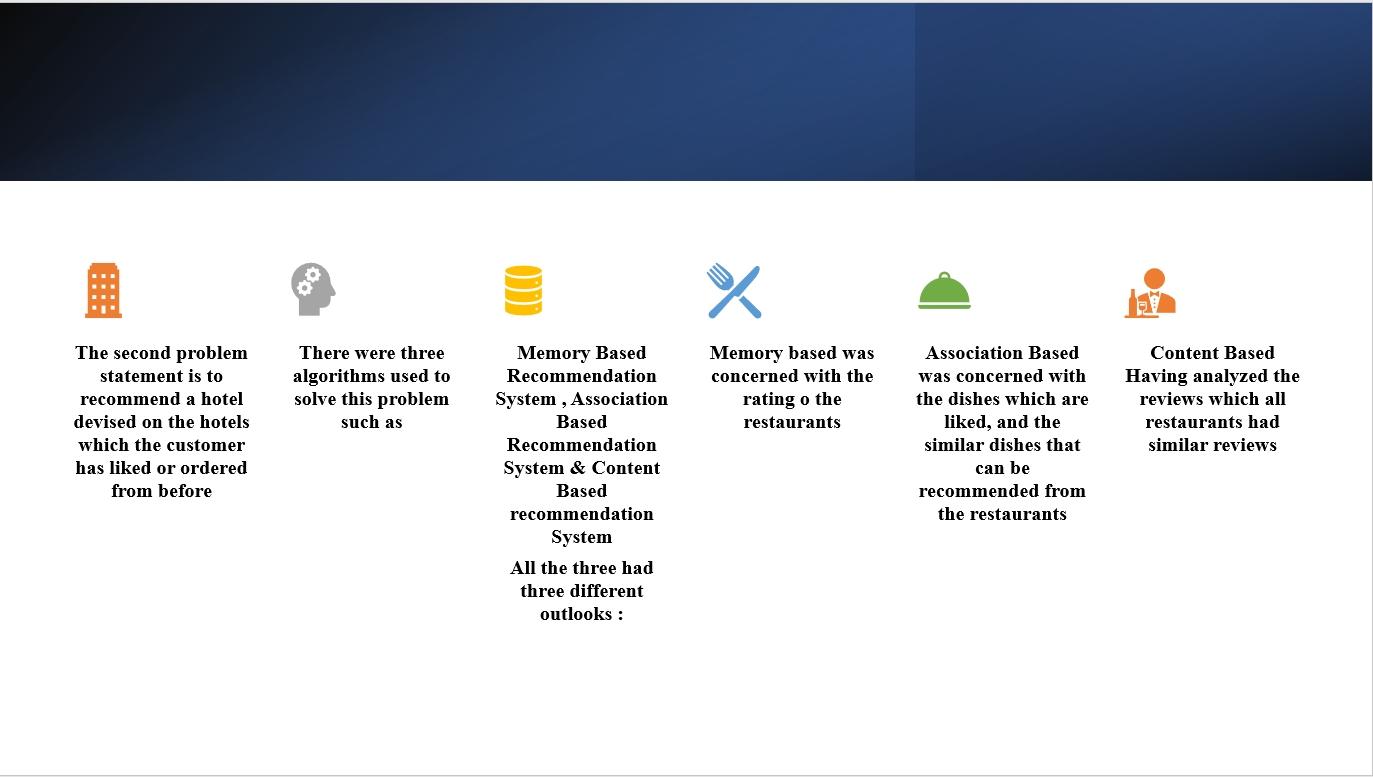 The second problem
statement is to
recommend a hotel
devised on the hotels
which the customer
has liked or ordered
from before
There were three
algorithms used to
solve this problem
such as
Memory Based
Recommendation
System , Association
Based
Recommendation
System & Content
Based
recommendation
System
All the three had
three different
outlooks :
Memory based was
concerned with the
rating o the
restaurants
Association Based
was concerned with
the dishes which are
liked, and the
similar dishes that
can be
recommended from
the restaurants
Content Based
Having analyzed the
reviews which all
restaurants had
similar reviews